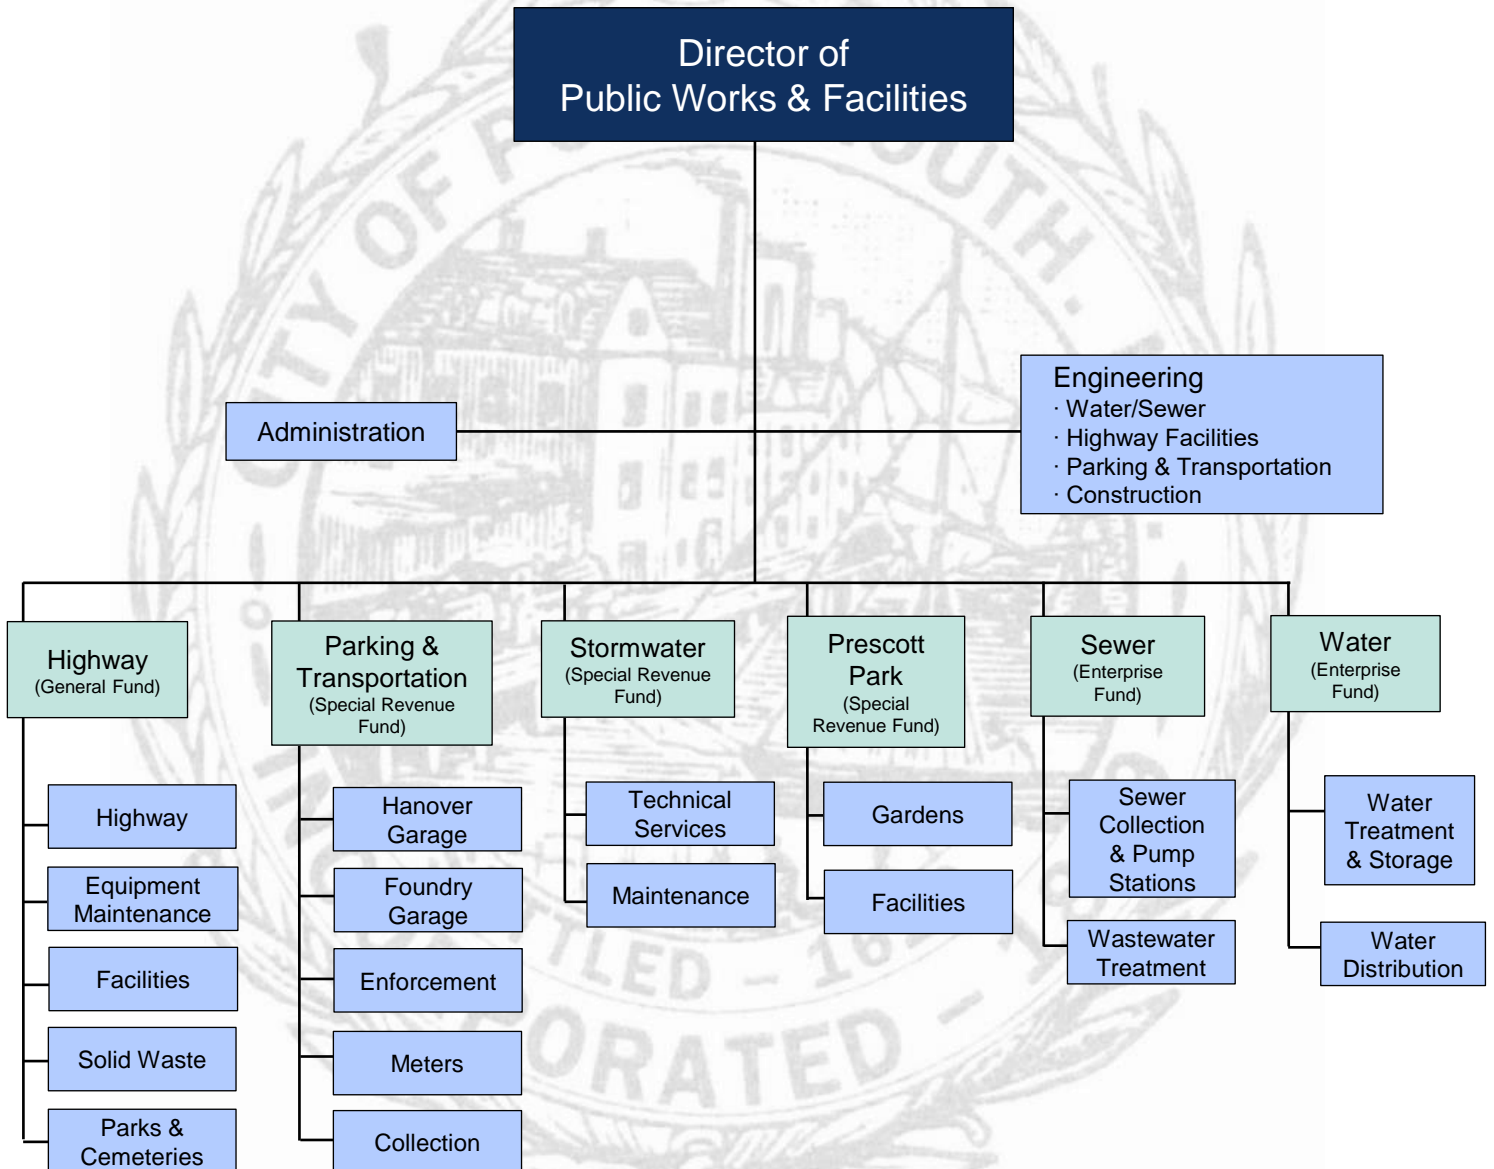 Director of
Public Works & Facilities
CITY OF PORTSMOUTH.
Administration
Engineering
· Water/Sewer
· Highway Facilities
· Parking & Transportation
· Construction
Highway
(General Fund)
Parking &
Transportation
(Special Revenue
Fund)
Stormwater
(Special Revenue
Fund)
Prescott
Park
(Special
Revenue Fund)
Sewer
(Enterprise
Fund)
Water
(Enterprise
Fund)
Highway
Equipment
Maintenance
Facilities
Solid Waste
Parks &
Cemeteries
Hanover
Garage
Foundry
Garage
Enforcement
Meters
Collection
Technical
Services
Maintenance
Gardens
Facilities
Sewer
Collection
& Pump
Stations
Wastewater
Treatment
Water
Treatment
& Storage
Water
Distribution